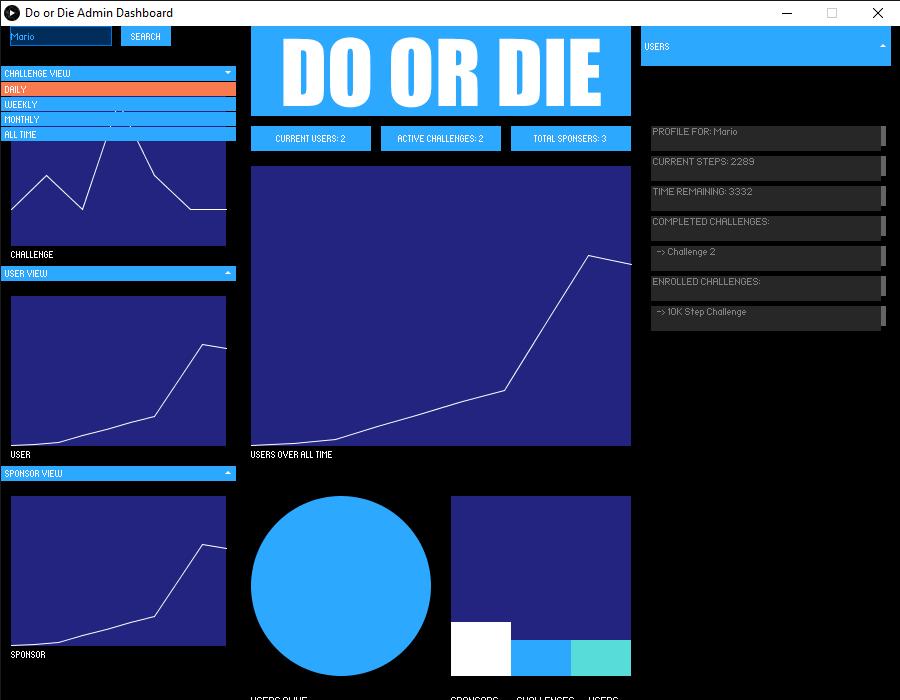 Do or Die Admin Dashboard
Mario
SEARCH
CHALLENGE VIEW
DAILY
WEEKLY
MONTHLY
ALL TIME
CHALLENGE
USER VIEW
USER
SPONSOR VIEW
SPONSOR
DO OR DIE
CURRENT USERS: 2
ACTIVE CHALLENGES: 2
TOTAL SPONSERS: 3
USERS OVER ALL TIME
USERS ALIVE
SPONSORS
CHALLENGES
USERS
USERS
PROFILE FOR: Mario
CURRENT STEPS: 2289
TIME REMAINING: 3332
COMPLETED CHALLENGES:
-> Challenge 2
ENROLLED CHALLENGES:
-> 10K Step Challenge